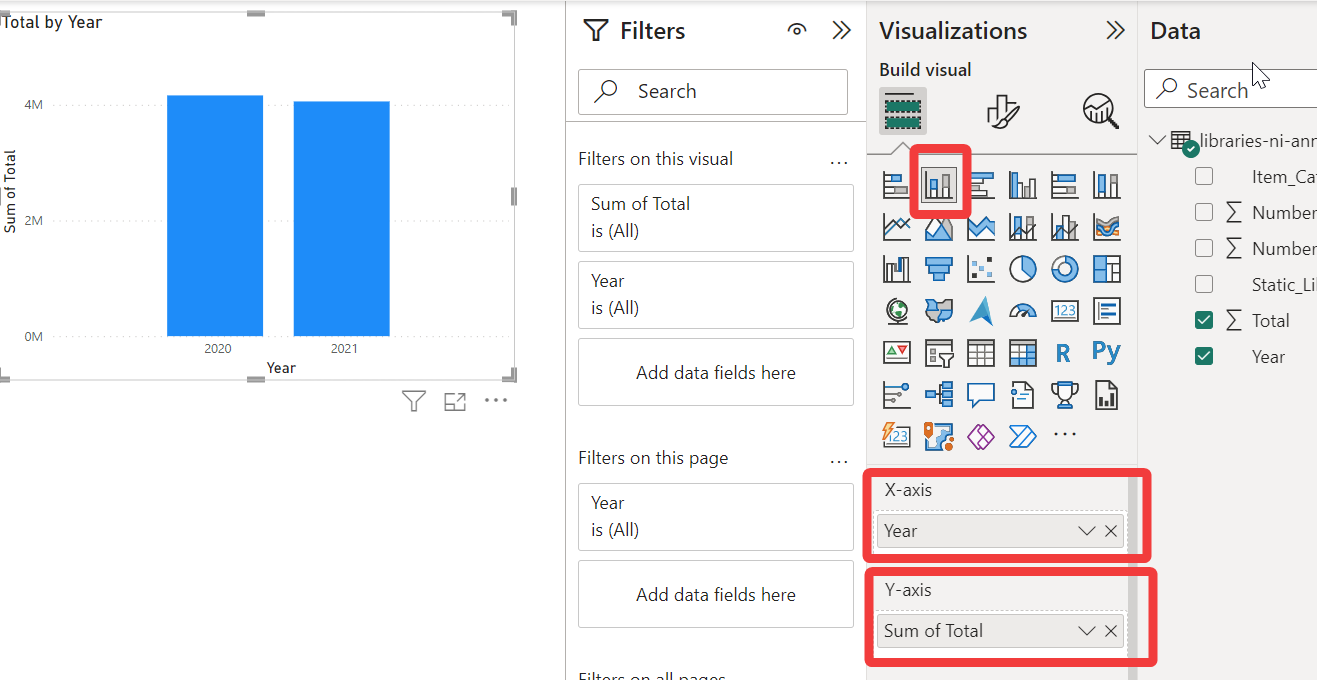 Total by Year
4M
2M
0M
Sum of Total
2020
2021
Year
Filters
Search
Filters on this visual
...
Sum of Total
is (All)
Year
is (All)
Add data fields here
Filters on this page
...
Year
is (All)
Add data fields here
Filters on all pages
Visualizations
Build visual
123
R
Py
123
...
X-axis
Year
Y-axis
Sum of Total
Data
Search
libraries-ni-ann
Item_Ca
Number
Number
Static_Li
Total
Year